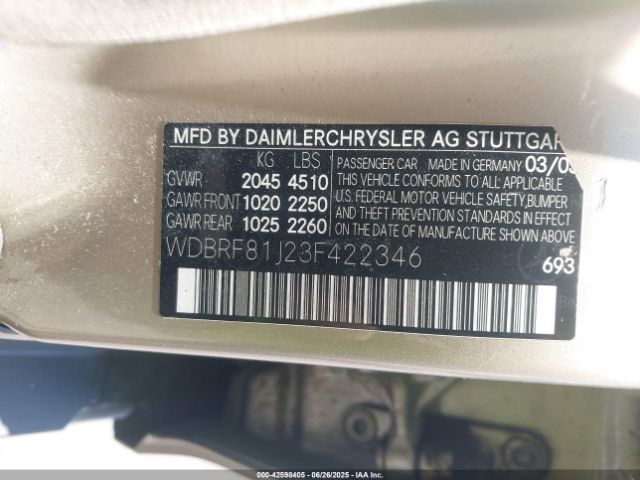 MFD BY DAIMLERCHRYSLER AG STUTTGAR
KG LBS
GVWR 2045 4510
GAWR FRONT 1020 2250
GAWR REAR 1025 2260
PASSENGER CAR MADE IN GERMANY 03/03
THIS VEHICLE CONFORMS TO ALL APPLICABLE
U.S. FEDERAL MOTOR VEHICLE SAFETY, BUMPER
AND THEFT PREVENTION STANDARDS IN EFFECT
ON THE DATE OF MANUFACTURE SHOWN ABOVE.
WDBRF81J23F422346
693
000-42598405 | 06/26/2025 | IAA Inc.